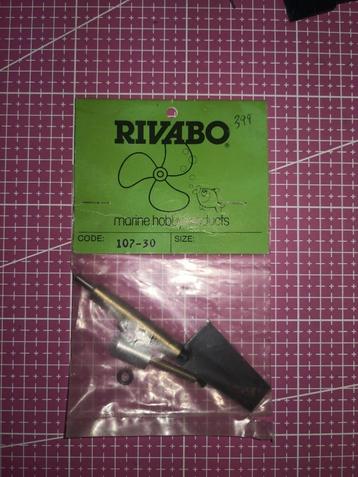 399
RIVABO®
marine hobby products
CODE: 107-30 SIZE: